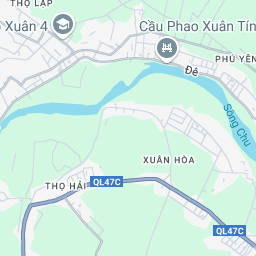 THỌ LẬP
Xuân 4
Cầu Phao Xuân Tín
PHÚ YÊN
Đê
Sông Chu
XUÂN HÒA
THỌ HẢI
QL47C
QL47C